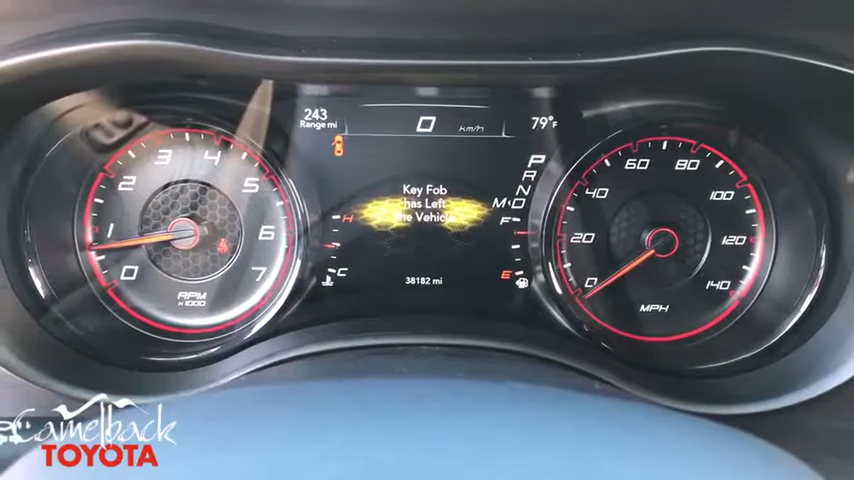 243
Range mi
0 km/h
79°F
Key Fob
has Left
the Vehicle
H
C
38182 mi
P
R
N
M◦D
F
E
0
1
2
3
4
5
6
7
RPM
x1000
0
20
40
60
80
100
120
140
MPH
Camelback
TOYOTA